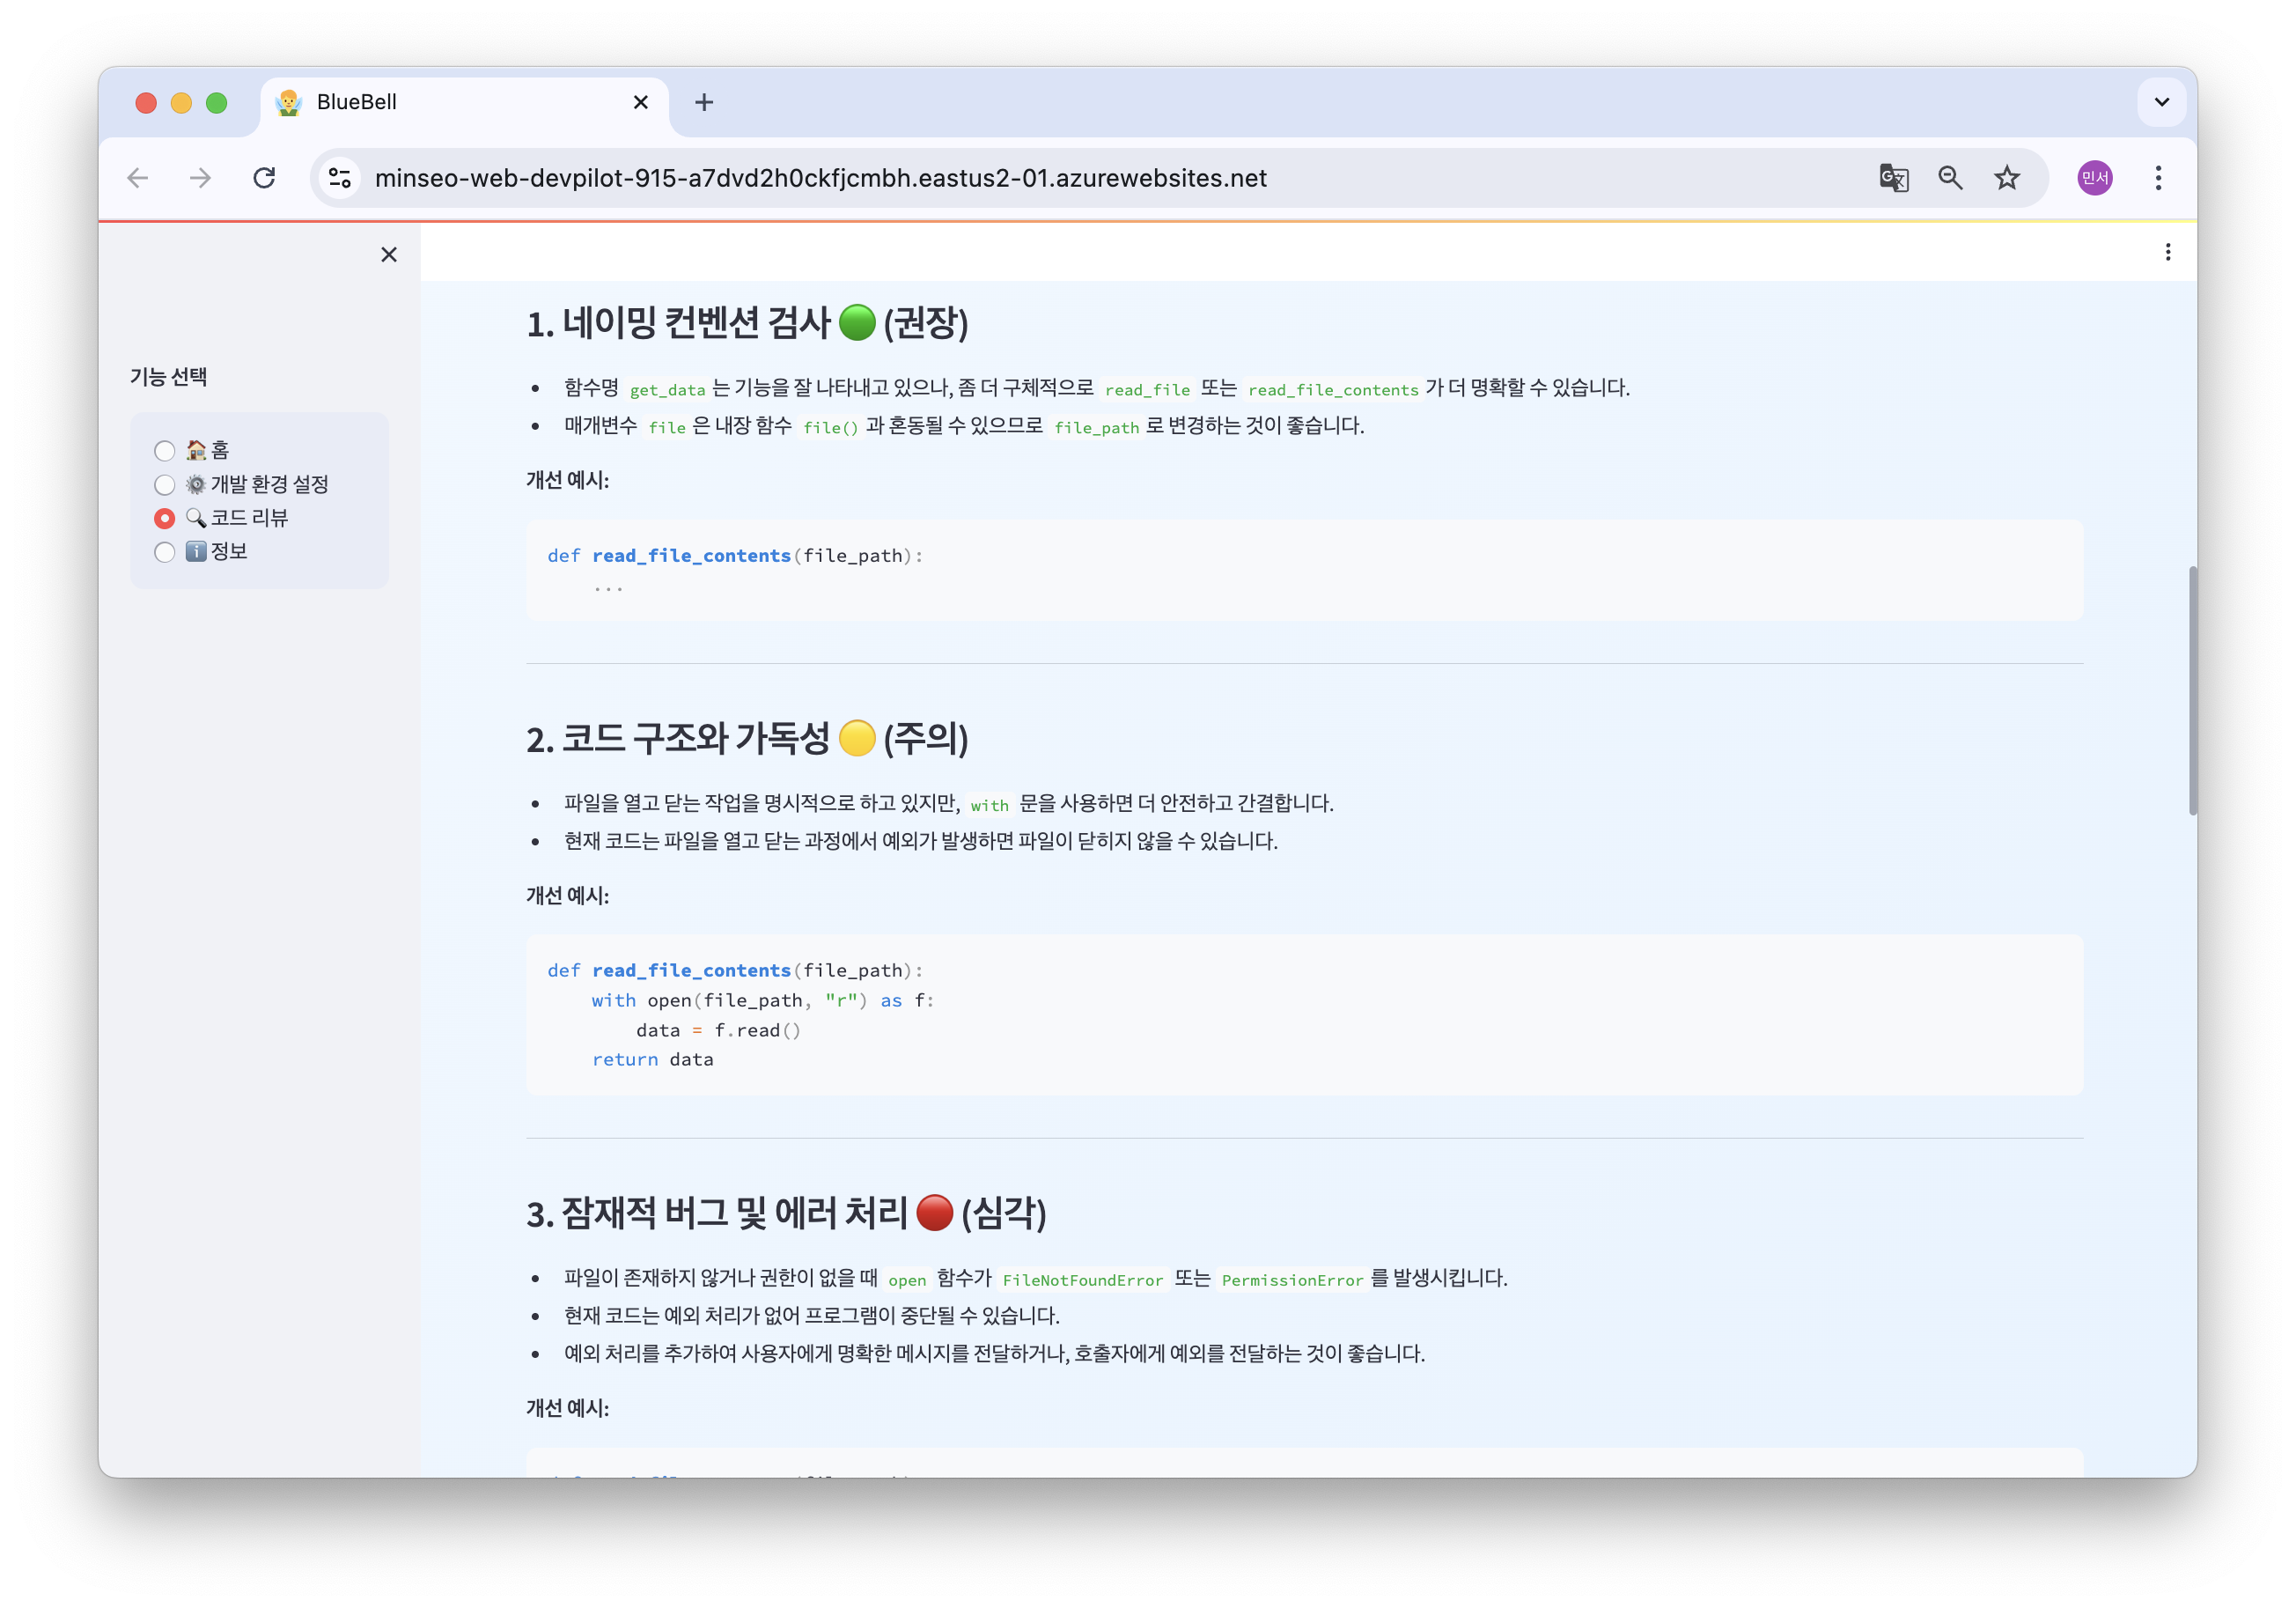 BlueBell
minseo-web-devpilot-915-a7dvd2h0ckfjcmbh.eastus2-01.azurewebsites.net
민서
기능 선택
🏠 홈
⚙️ 개발 환경 설정
🔍 코드 리뷰
ℹ️ 정보
1. 네이밍 컨벤션 검사 🟢 (권장)
• 함수명 get_data 는 기능을 잘 나타내고 있으나, 좀 더 구체적으로 read_file 또는 read_file_contents 가 더 명확할 수 있습니다.
• 매개변수 file 은 내장 함수 file() 과 혼동될 수 있으므로 file_path 로 변경하는 것이 좋습니다.
개선 예시:
def read_file_contents(file_path):
    ...
2. 코드 구조와 가독성 🟡 (주의)
• 파일을 열고 닫는 작업을 명시적으로 하고 있지만, with 문을 사용하면 더 안전하고 간결합니다.
• 현재 코드는 파일을 열고 닫는 과정에서 예외가 발생하면 파일이 닫히지 않을 수 있습니다.
개선 예시:
def read_file_contents(file_path):
    with open(file_path, "r") as f:
        data = f.read()
    return data
3. 잠재적 버그 및 에러 처리 🔴 (심각)
• 파일이 존재하지 않거나 권한이 없을 때 open 함수가 FileNotFoundError 또는 PermissionError 를 발생시킵니다.
• 현재 코드는 예외 처리가 없어 프로그램이 중단될 수 있습니다.
• 예외 처리를 추가하여 사용자에게 명확한 메시지를 전달하거나, 호출자에게 예외를 전달하는 것이 좋습니다.
개선 예시: